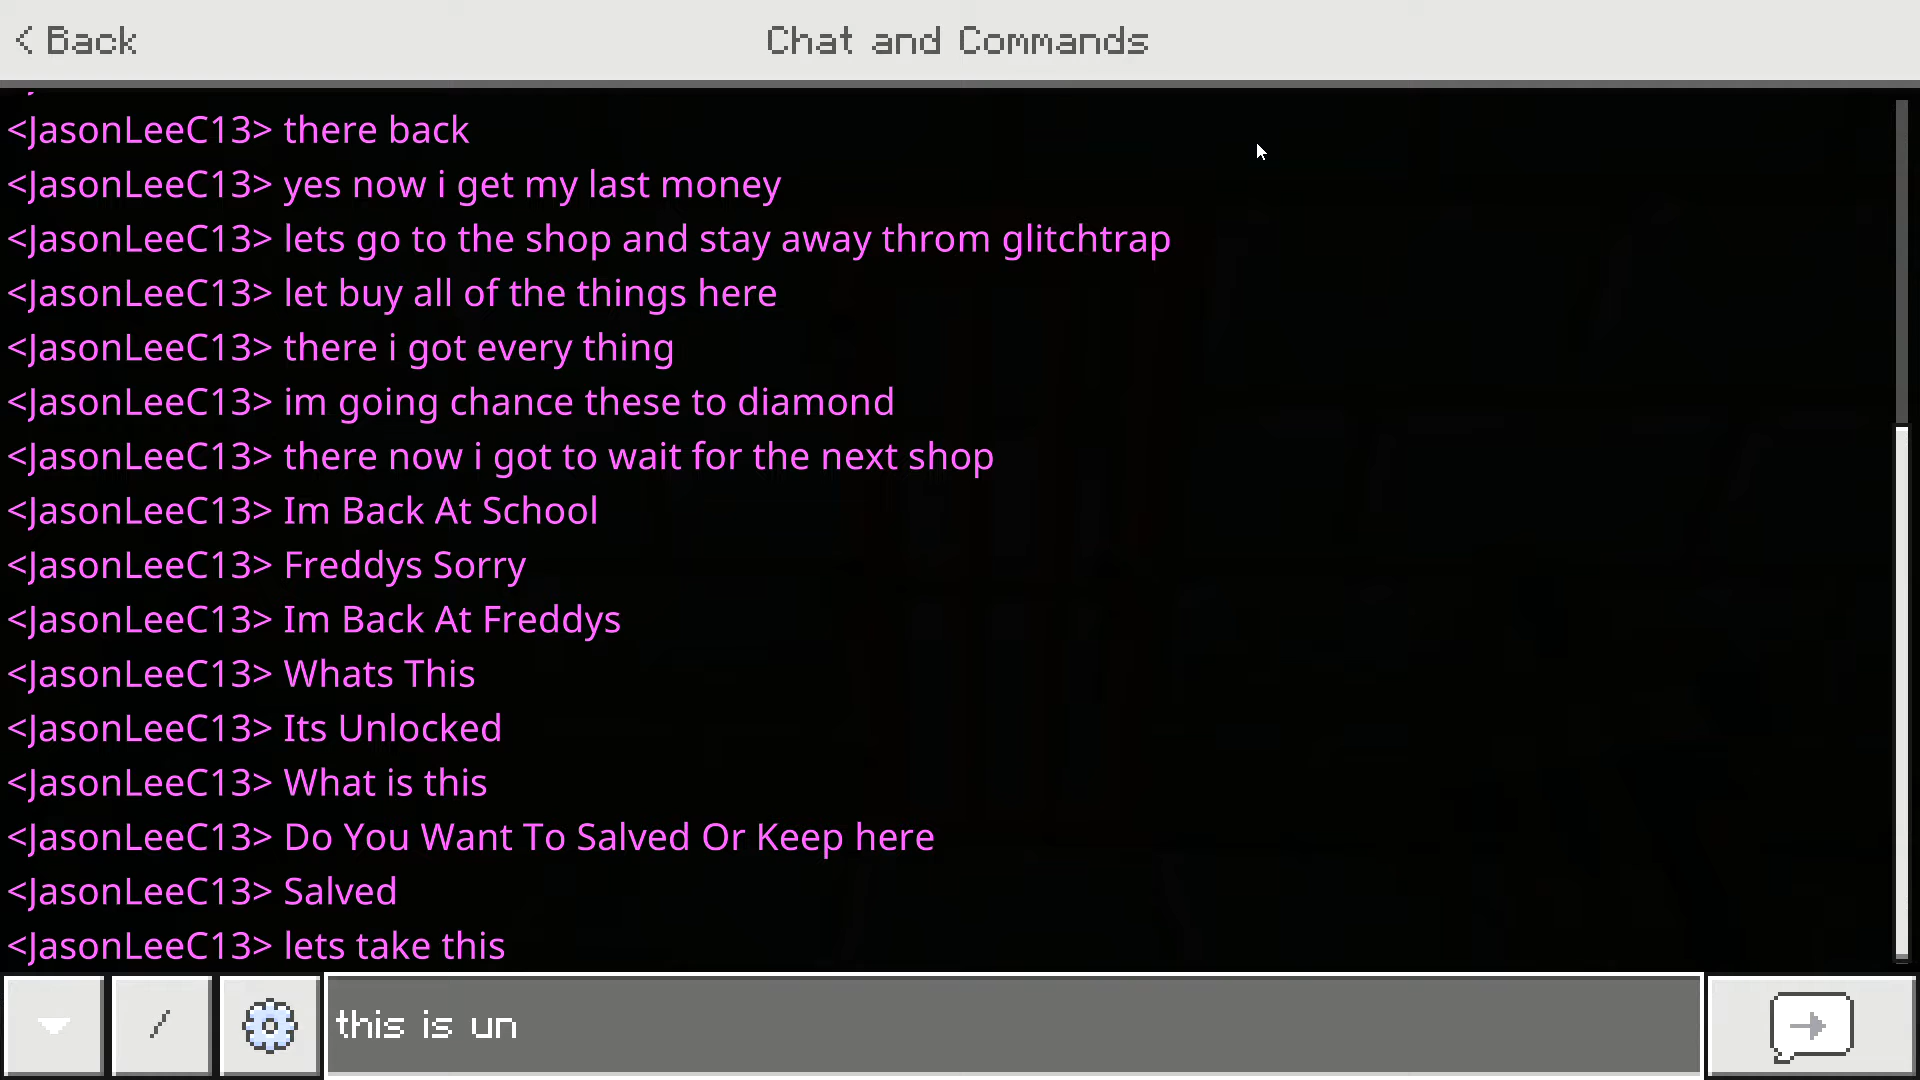 < Back
Chat and Commands
<JasonLeeC13> there back
<JasonLeeC13> yes now i get my last money
<JasonLeeC13> lets go to the shop and stay away throm glitchtrap
<JasonLeeC13> let buy all of the things here
<JasonLeeC13> there i got every thing
<JasonLeeC13> im going chance these to diamond
<JasonLeeC13> there now i got to wait for the next shop
<JasonLeeC13> Im Back At School
<JasonLeeC13> Freddys Sorry
<JasonLeeC13> Im Back At Freddys
<JasonLeeC13> Whats This
<JasonLeeC13> Its Unlocked
<JasonLeeC13> What is this
<JasonLeeC13> Do You Want To Salved Or Keep here
<JasonLeeC13> Salved
<JasonLeeC13> lets take this
/
this is un